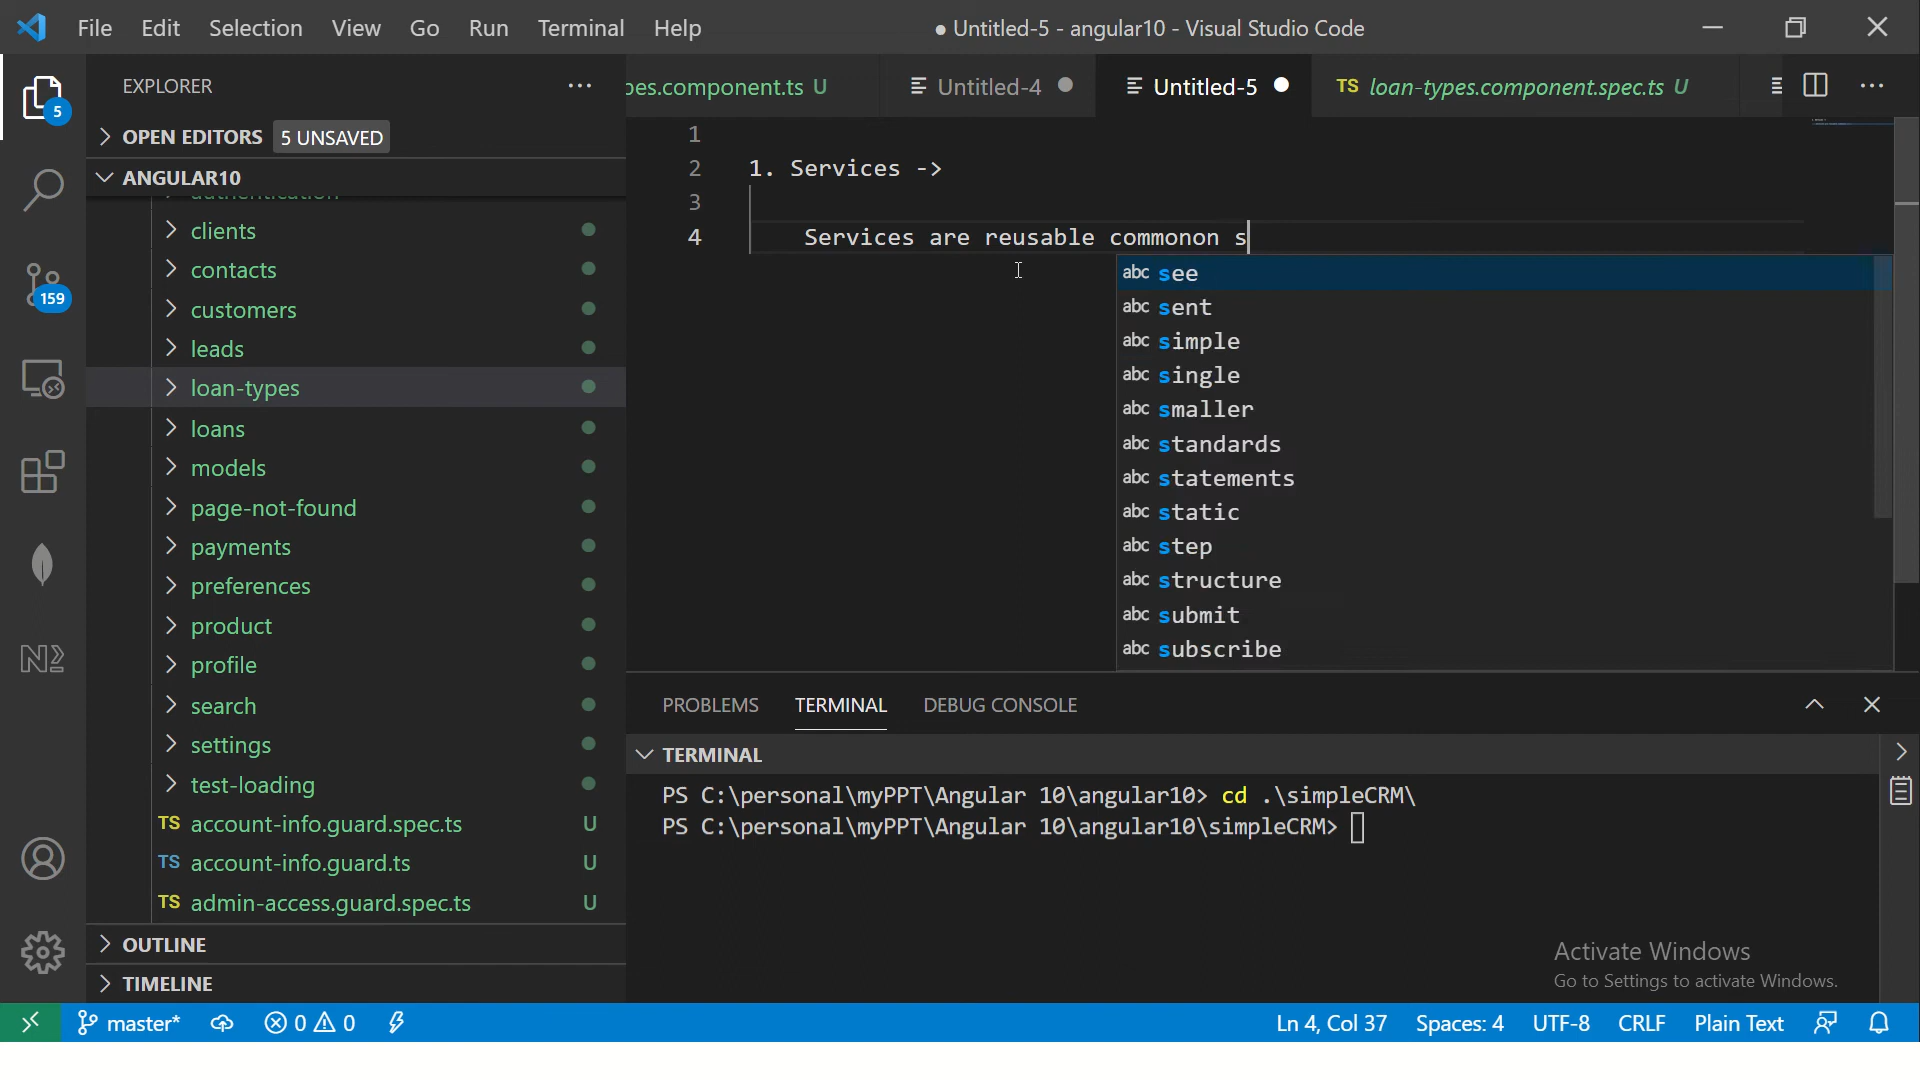 File Edit Selection View Go Run Terminal Help
● Untitled-5 - angular10 - Visual Studio Code
EXPLORER ···
pes.component.ts U
Untitled-4
Untitled-5
TS loan-types.component.spec.ts U
OPEN EDITORS 5 UNSAVED
ANGULAR10
authentication
clients
contacts
customers
leads
loan-types
loans
models
page-not-found
payments
preferences
product
profile
search
settings
test-loading
TS account-info.guard.spec.ts U
TS account-info.guard.ts U
TS admin-access.guard.spec.ts U
OUTLINE
TIMELINE
5
159
1
2 1. Services ->
3
4 Services are reusable commonon s
abc see
abc sent
abc simple
abc single
abc smaller
abc standards
abc statements
abc static
abc step
abc structure
abc submit
abc subscribe
PROBLEMS TERMINAL DEBUG CONSOLE
TERMINAL
PS C:\personal\myPPT\Angular 10\angular10> cd .\simpleCRM\
PS C:\personal\myPPT\Angular 10\angular10\simpleCRM>
Activate Windows
Go to Settings to activate Windows.
master* 0 0
Ln 4, Col 37 Spaces: 4 UTF-8 CRLF Plain Text